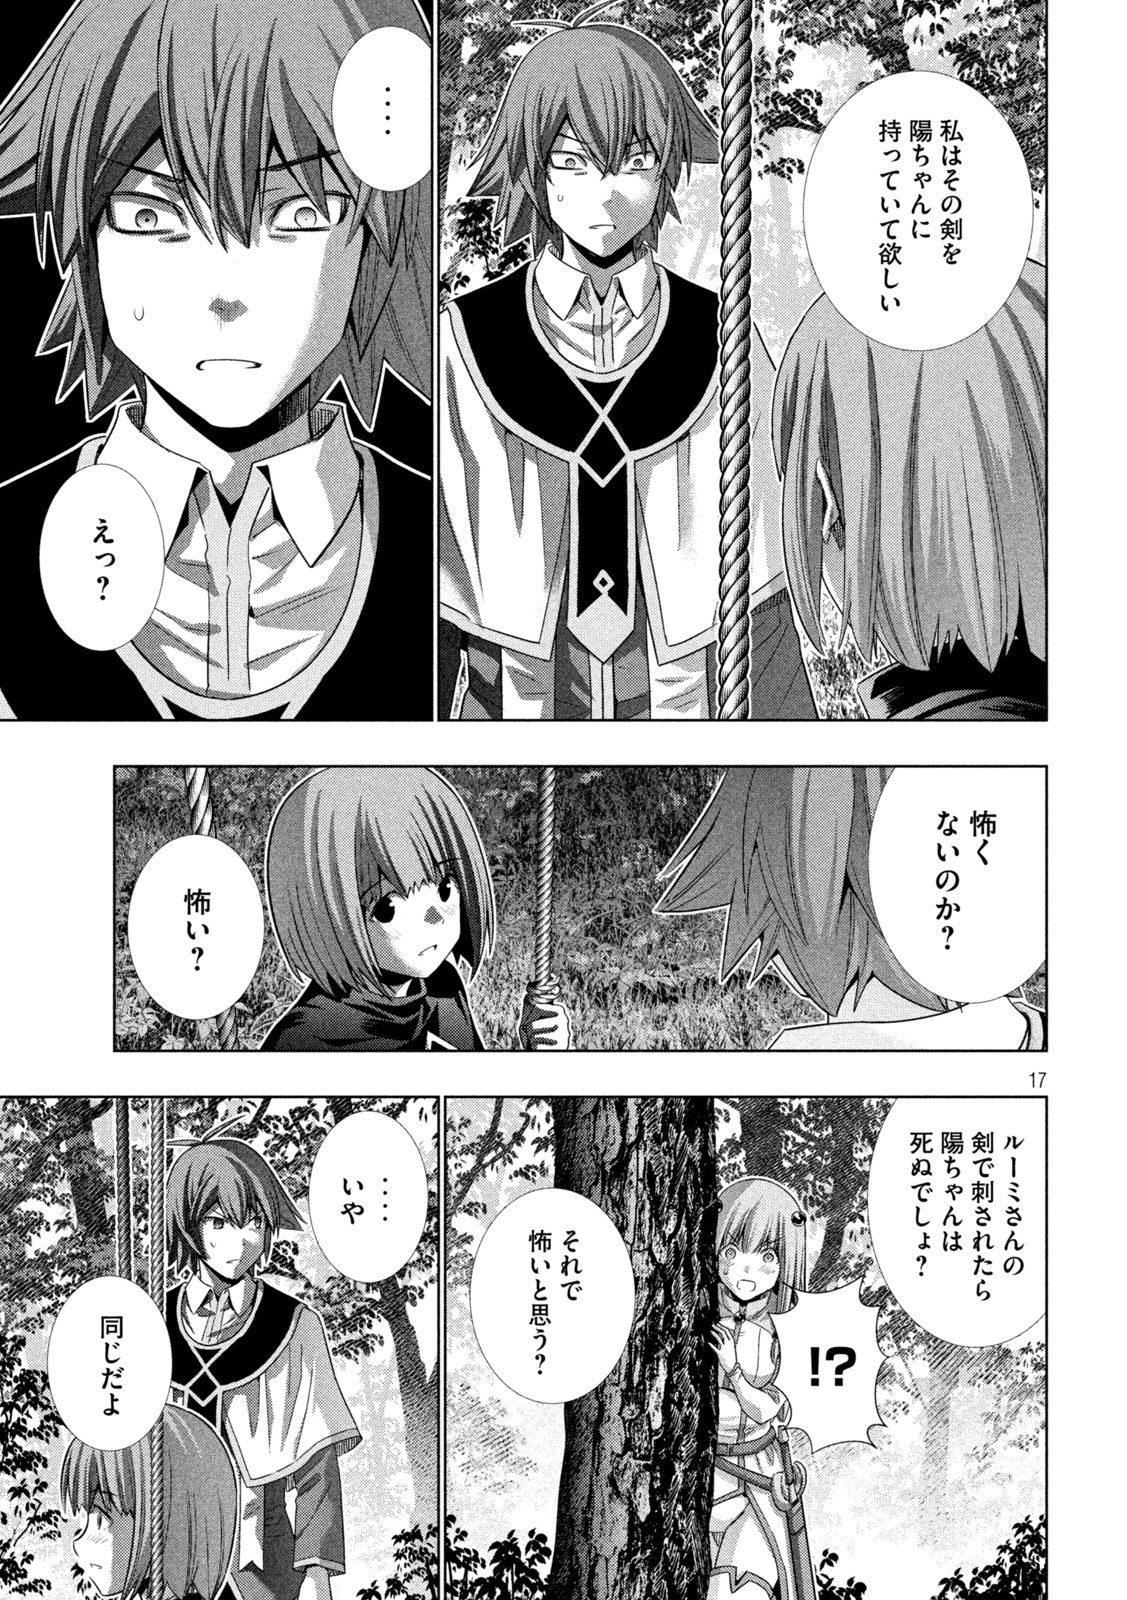 私はその剣を
陽ちゃんに
持っていて欲しい
‥‥
えっ？
怖く
ないのか？
怖い？
17
ルーミさんの
剣で刺されたら
陽ちゃんは
死ぬでしょ？
!?
それで
怖いと思う？
‥‥
いや
同じだよ